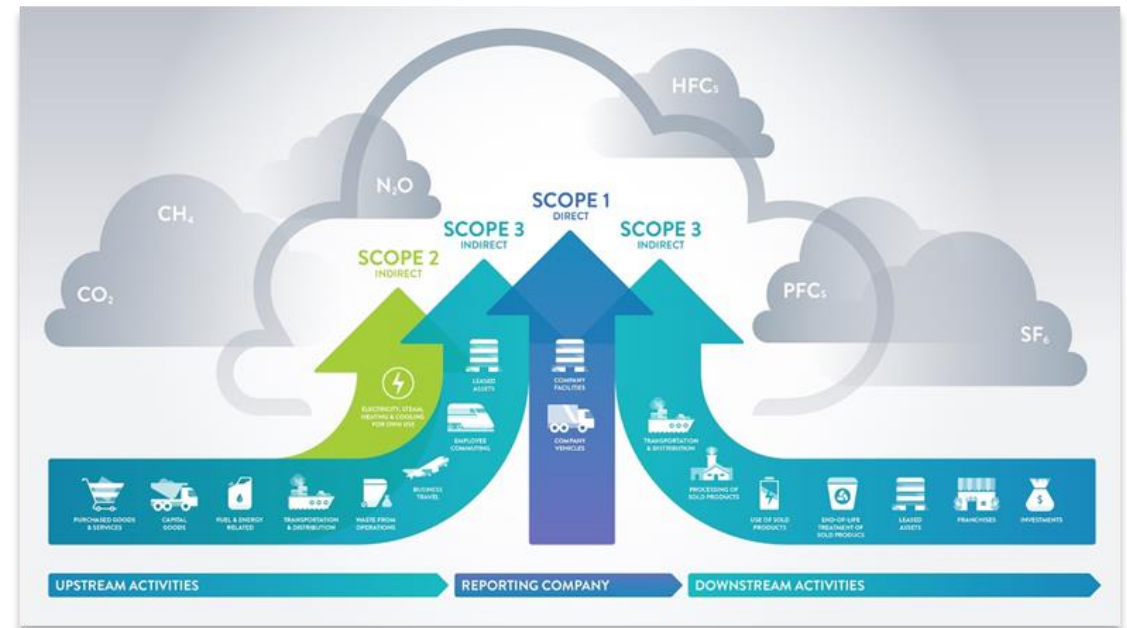 HFCs
N₂O
CH₄
CO₂
PFCs
SF₆
SCOPE 1
DIRECT
SCOPE 3
INDIRECT
SCOPE 3
INDIRECT
SCOPE 2
INDIRECT
ELECTRICITY, STEAM,
HEATING & COOLING
FOR OWN USE
LEASED
ASSETS
EMPLOYEE
COMMUTING
BUSINESS
TRAVEL
COMPANY
FACILITIES
COMPANY
VEHICLES
TRANSPORTATION
& DISTRIBUTION
PROCESSING OF
SOLD PRODUCTS
PURCHASED GOODS
& SERVICES
CAPITAL
GOODS
FUEL & ENERGY
RELATED
TRANSPORTATION
& DISTRIBUTION
WASTE FROM
OPERATIONS
USE OF SOLD
PRODUCTS
END-OF-LIFE
TREATMENT OF
SOLD PRODUCS
LEASED
ASSETS
FRANCHISES
$
INVESTMENTS
UPSTREAM ACTIVITIES
REPORTING COMPANY
DOWNSTREAM ACTIVITIES